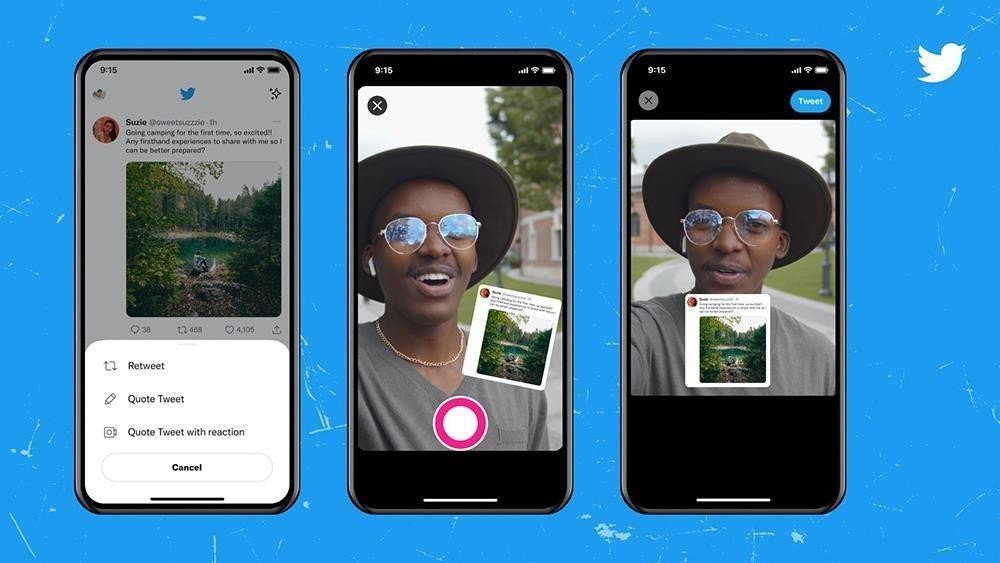 9:15
Suzie @sweetsuzzzie · 1h
Going camping for the first time, so excited!!
Any firsthand experiences to share with me so I
can be better prepared?
38
468
4,105
Retweet
Quote Tweet
Quote Tweet with reaction
Cancel
9:15
Suzie @sweetsuzzzie · 1h
Going camping for the first time, so excited!!
Any firsthand experiences to share with me so I
can be better prepared?
9:15
Tweet
Suzie @sweetsuzzzie · 1h
Going camping for the first time, so excited!!
Any firsthand experiences to share with me so I
can be better prepared?